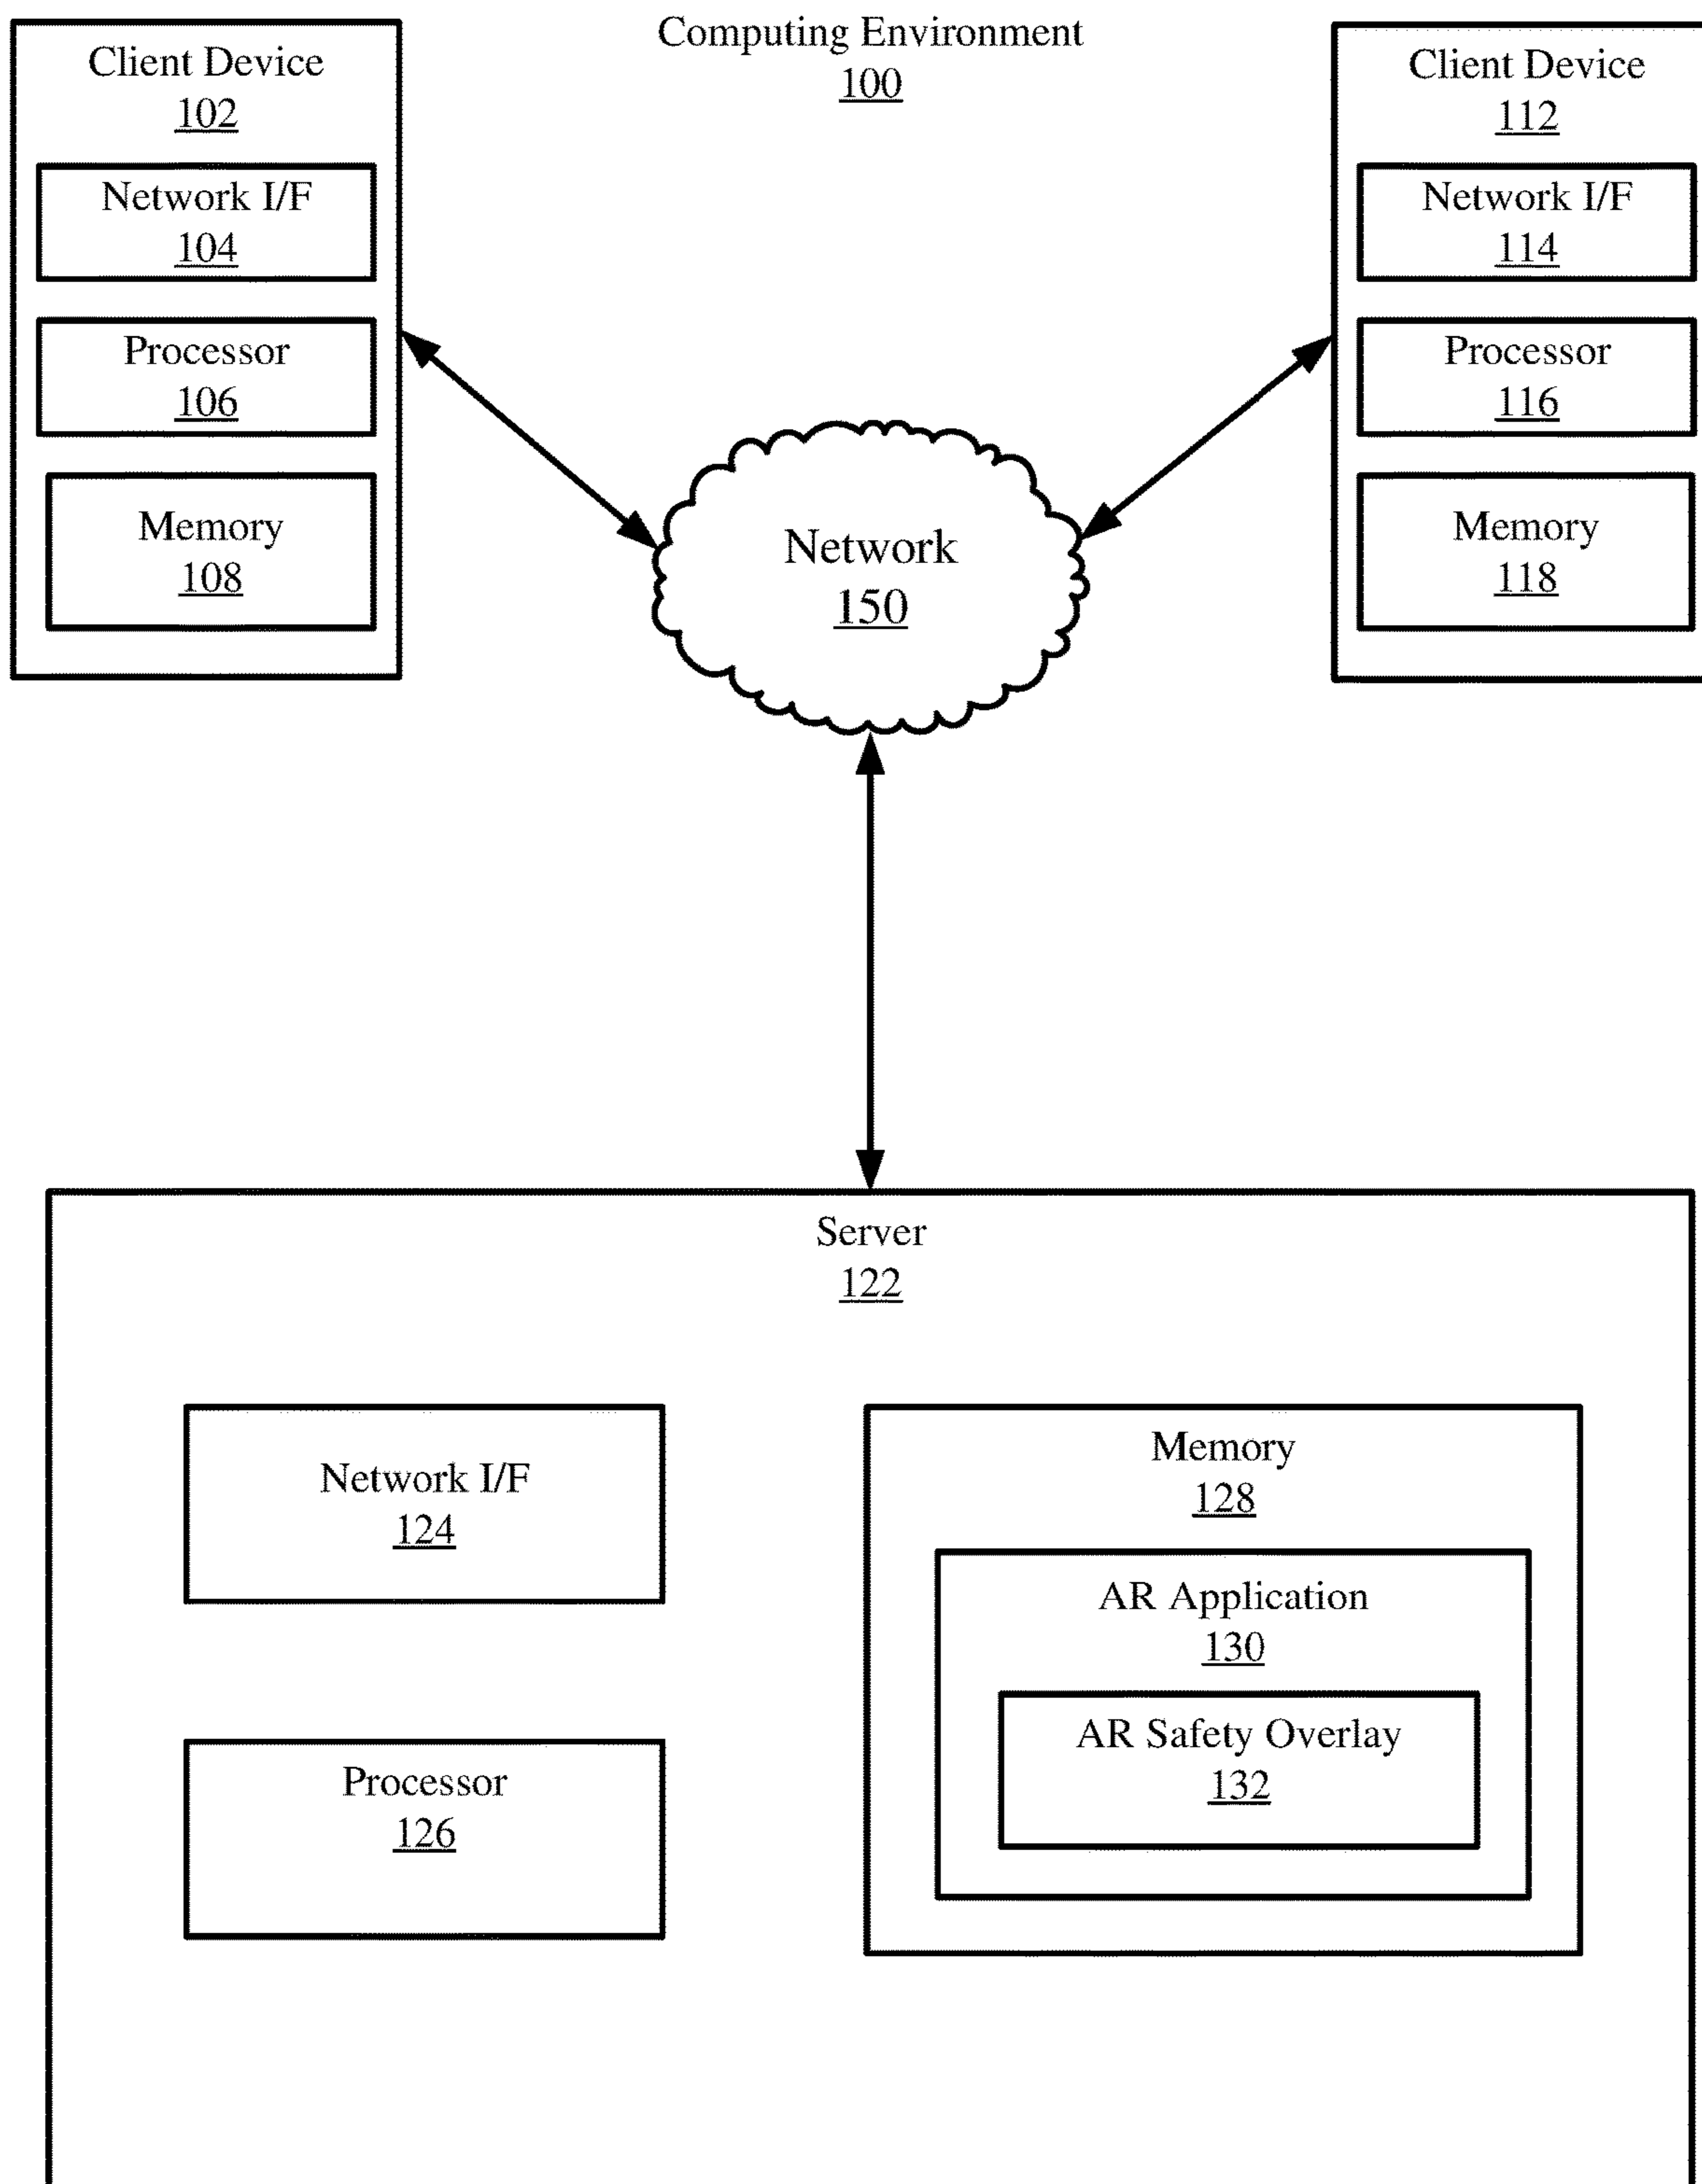 Computing Environment
100
Client Device
102
Network I/F
104
Processor
106
Memory
108
Client Device
112
Network I/F
114
Processor
116
Memory
118
Network
150
Server
122
Network I/F
124
Processor
126
Memory
128
AR Application
130
AR Safety Overlay
132